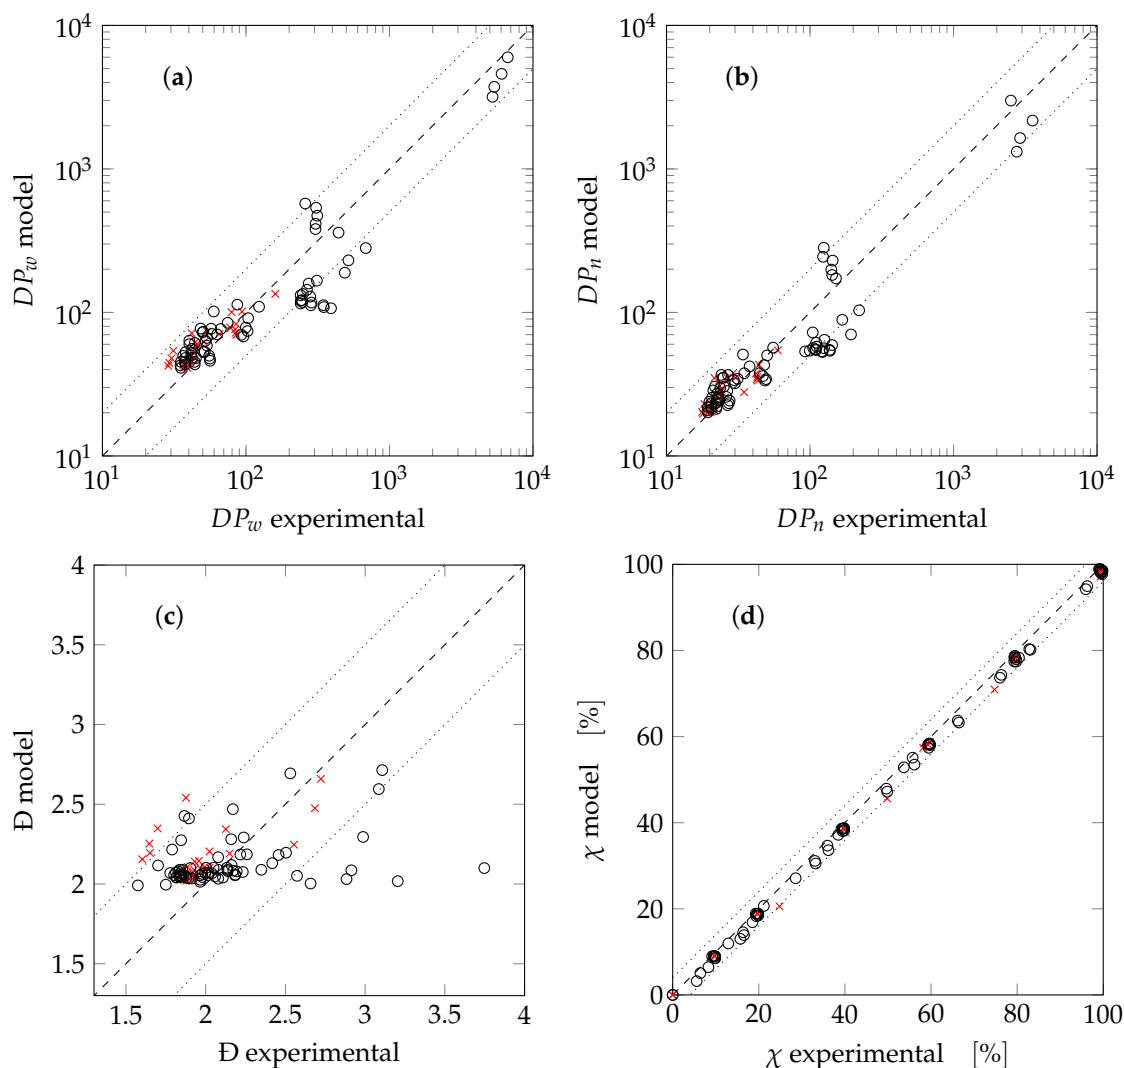 10^4
(a)
10^3
DP_w model
10^2
10^1
10^1 10^2 10^3 10^4
DP_w experimental
10^4
(b)
10^3
DP_n model
10^2
10^1
10^1 10^2 10^3 10^4
DP_n experimental
4
(c)
3.5
3
Đ model
2.5
2
1.5
1.5 2 2.5 3 3.5 4
Đ experimental
100
(d)
80
χ model [%]
60
40
20
0
0 20 40 60 80 100
χ experimental [%]